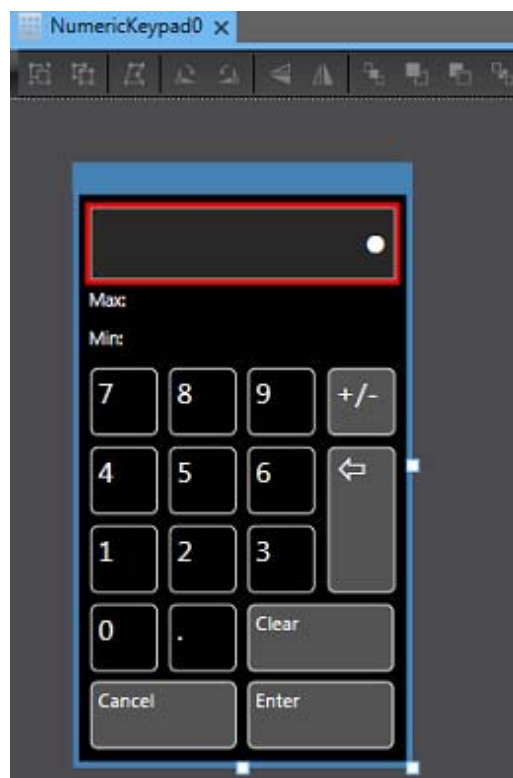 NumericKeypad0 ×
Max:
Min:
7 8 9 +/-
4 5 6 ⇦
1 2 3
0 . Clear
Cancel Enter